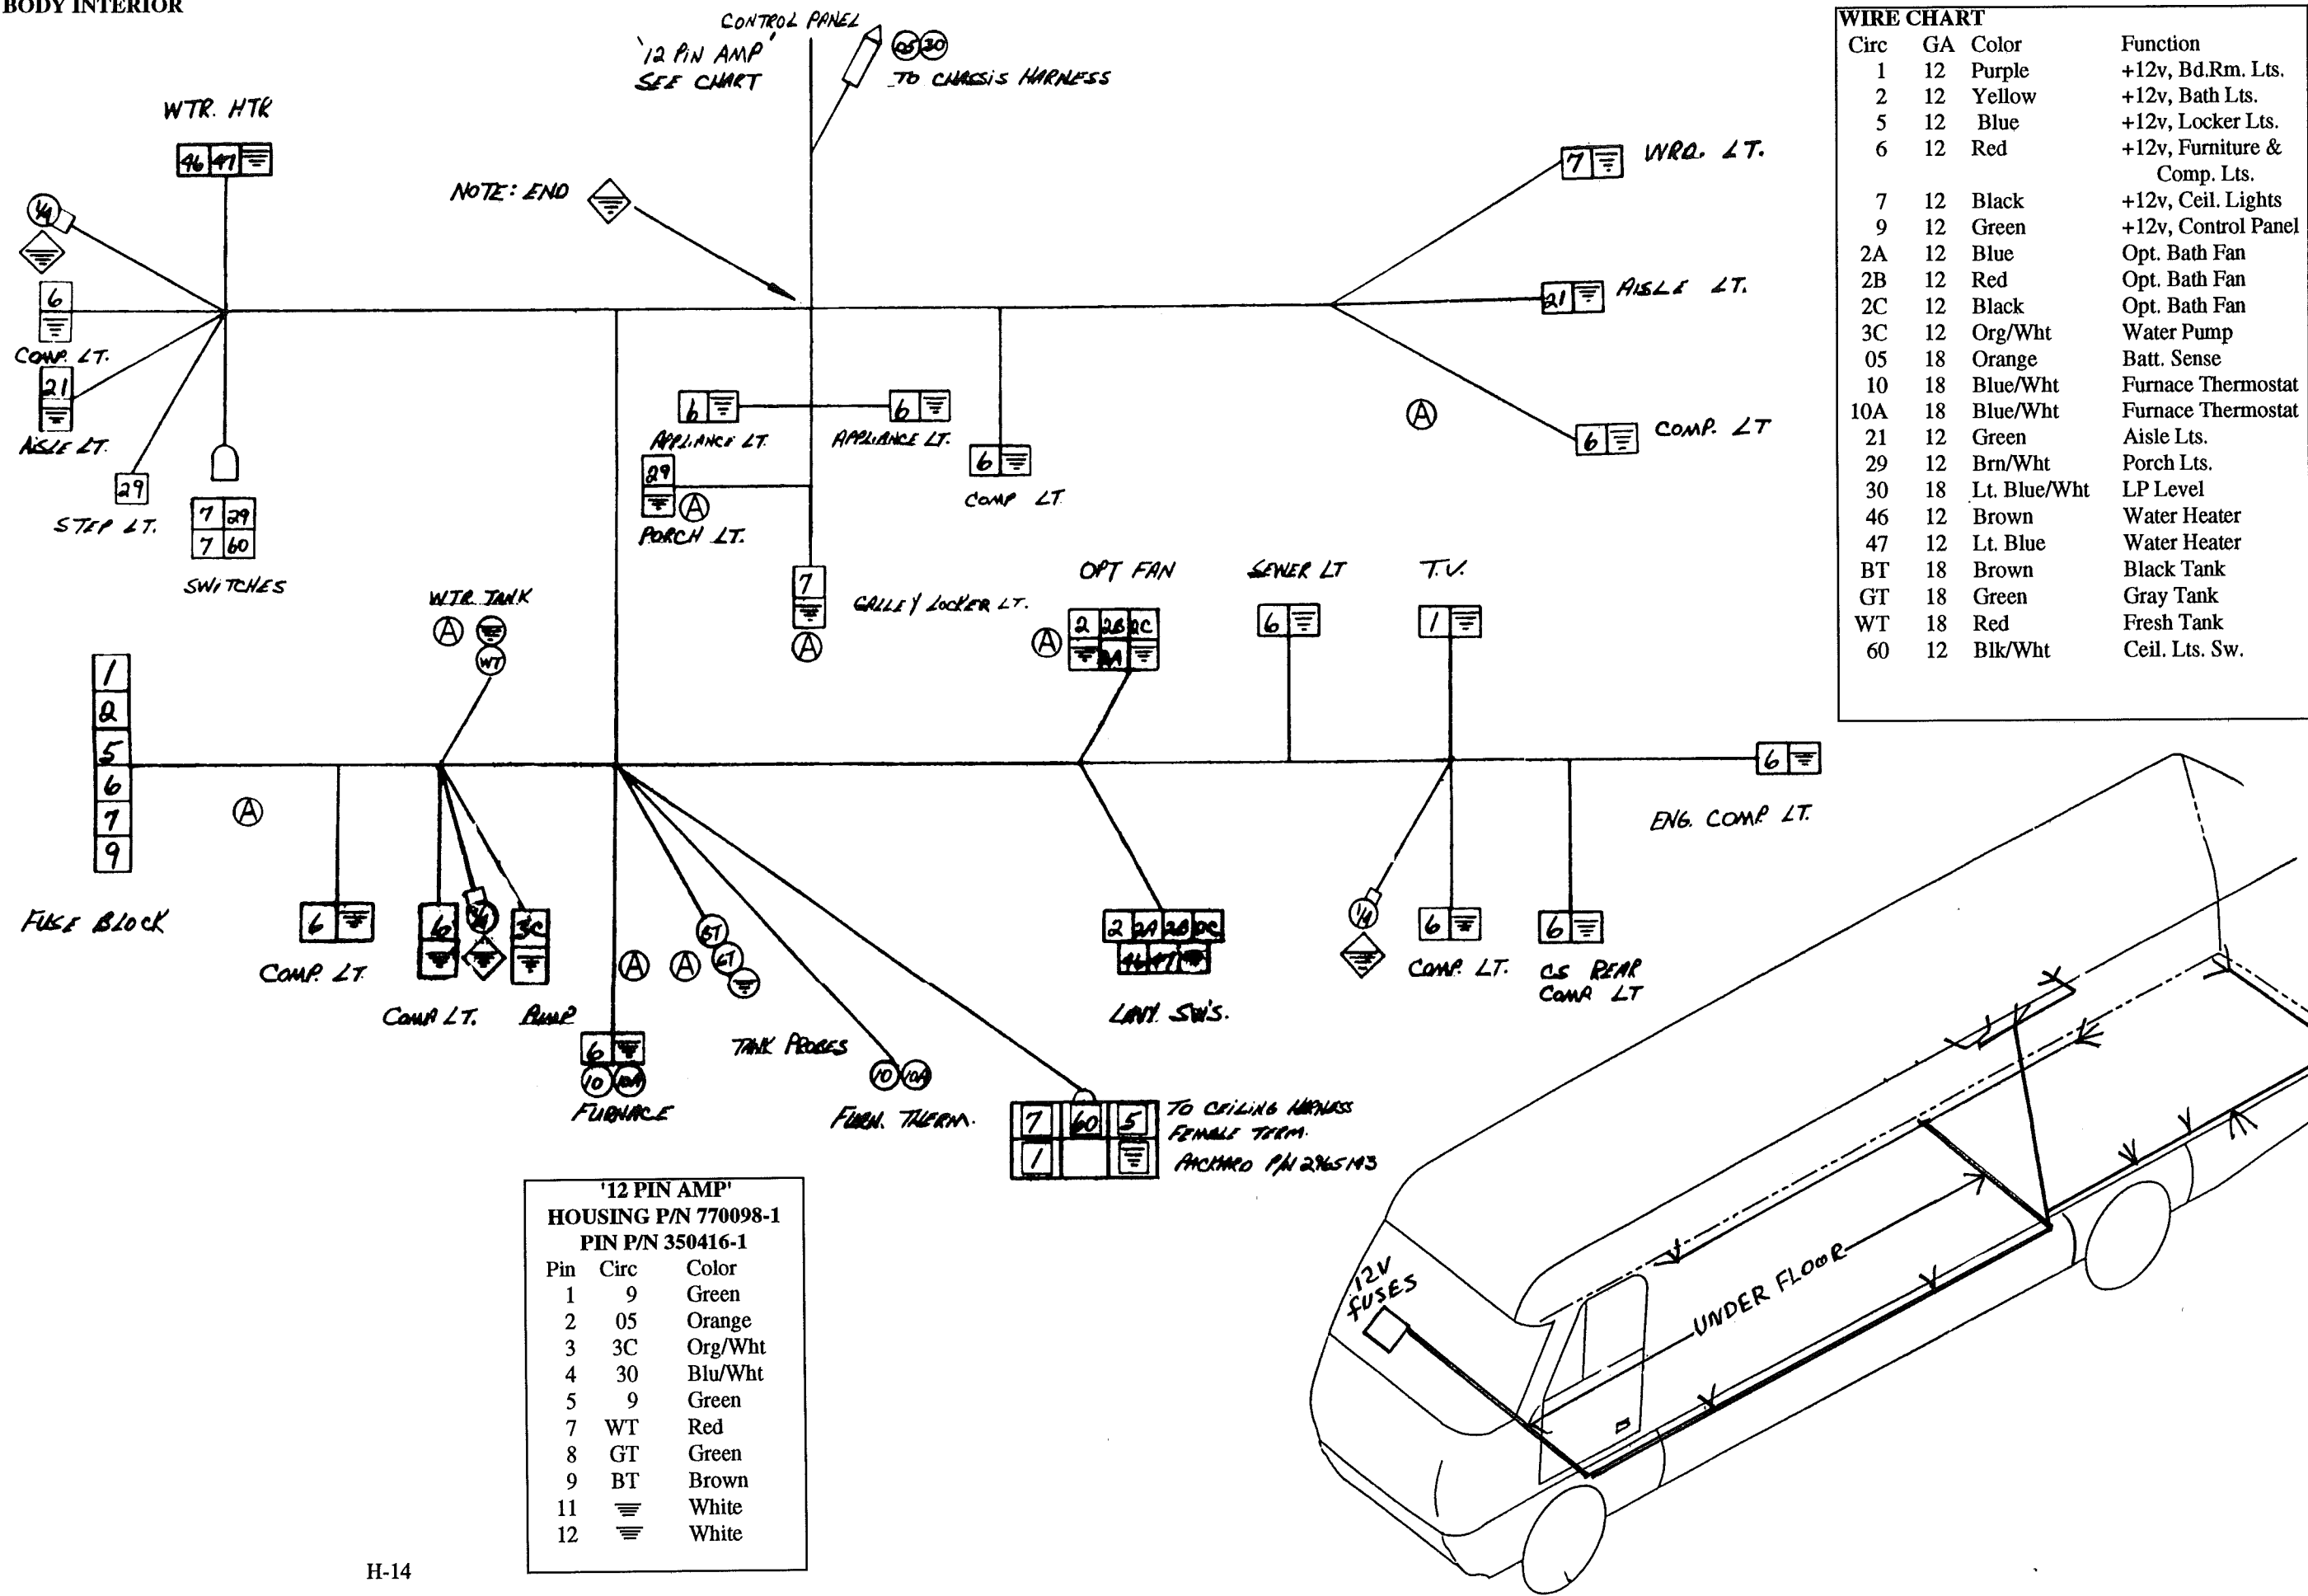 BODY INTERIOR
CONTROL PANEL
'12 PIN AMP'
SEE CHART
05 30
TO CHASSIS HARNESS
WTR. HTR
46 47
NOTE: END
1/4
6
COMP. LT.
21
AISLE LT.
29
STEP LT.
7 29
7 60
SWITCHES
7 WRD. LT.
21 AISLE LT.
A
6 COMP. LT
6
APPLIANCE LT.
6
APPLIANCE LT.
29
A
PORCH LT.
6
COMP LT
7
GALLEY LOCKER LT.
A
WTR. TANK
A
WT
OPT FAN
A
2 2B 2C
2A
SEWER LT
6
T.V.
1
1
2
5
6
7
9
FUSE BLOCK
A
6
COMP. LT.
6
COMP LT.
1/4
3C
PUMP
A
6
10 10A
FURNACE
A
BT
GT
TANK PROBES
10 10A
FURN. THERM.
7 60 5
1
TO CEILING HARNESS
FEMALE TERM.
PACKARD P/N 2965143
2 2A 2B 2C
46 47
LAVY. SW'S.
1/4
6
COMP. LT.
6
CS REAR
COMP LT
6
ENG. COMP LT.
WIRE CHART
Circ GA Color Function
1 12 Purple +12v, Bd.Rm. Lts.
2 12 Yellow +12v, Bath Lts.
5 12 Blue +12v, Locker Lts.
6 12 Red +12v, Furniture &
Comp. Lts.
7 12 Black +12v, Ceil. Lights
9 12 Green +12v, Control Panel
2A 12 Blue Opt. Bath Fan
2B 12 Red Opt. Bath Fan
2C 12 Black Opt. Bath Fan
3C 12 Org/Wht Water Pump
05 18 Orange Batt. Sense
10 18 Blue/Wht Furnace Thermostat
10A 18 Blue/Wht Furnace Thermostat
21 12 Green Aisle Lts.
29 12 Brn/Wht Porch Lts.
30 18 Lt. Blue/Wht LP Level
46 12 Brown Water Heater
47 12 Lt. Blue Water Heater
BT 18 Brown Black Tank
GT 18 Green Gray Tank
WT 18 Red Fresh Tank
60 12 Blk/Wht Ceil. Lts. Sw.
'12 PIN AMP'
HOUSING P/N 770098-1
PIN P/N 350416-1
Pin Circ Color
1 9 Green
2 05 Orange
3 3C Org/Wht
4 30 Blu/Wht
5 9 Green
7 WT Red
8 GT Green
9 BT Brown
11 White
12 White
12V
FUSES
UNDER FLOOR
H-14